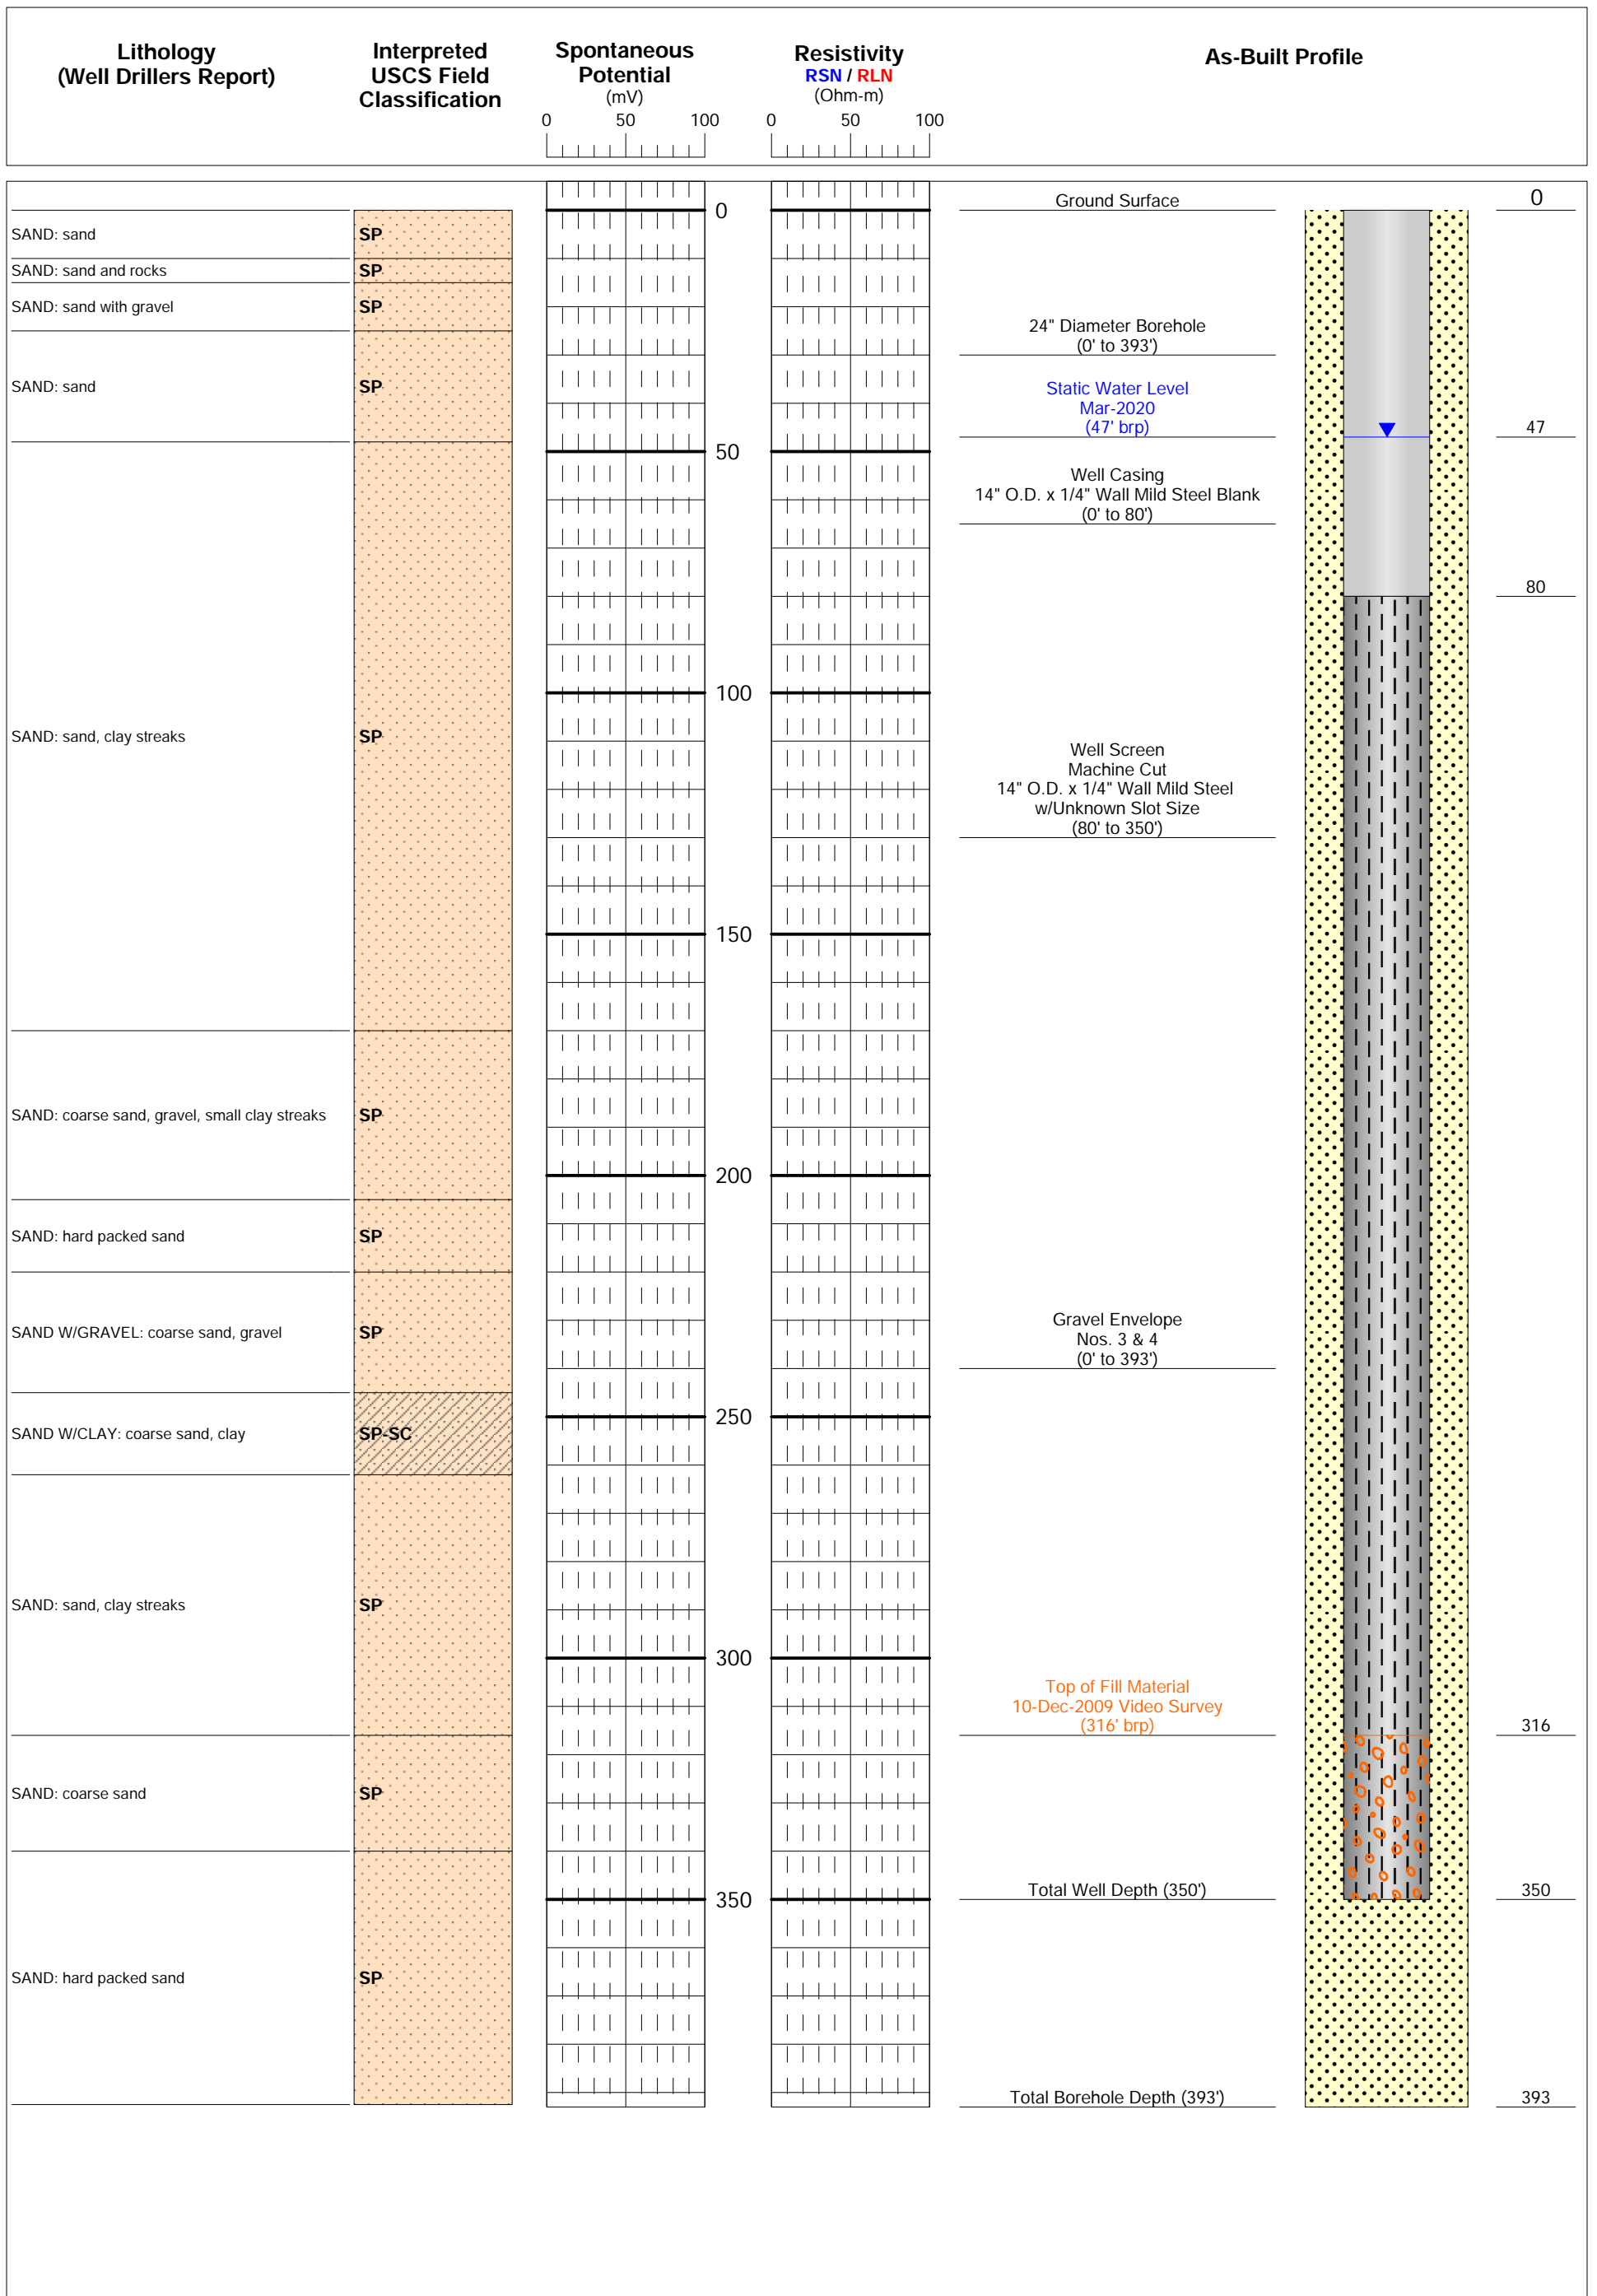 Lithology
(Well Drillers Report)
Interpreted
USCS Field
Classification
Spontaneous
Potential
(mV)
0 50 100
Resistivity
RSN / RLN
(Ohm-m)
0 50 100
As-Built Profile
Ground Surface
0
0
SAND: sand
SP
SAND: sand and rocks
SP
SAND: sand with gravel
SP
24" Diameter Borehole
(0' to 393')
SAND: sand
SP
Static Water Level
Mar-2020
(47' brp)
47
50
Well Casing
14" O.D. x 1/4" Wall Mild Steel Blank
(0' to 80')
80
100
SAND: sand, clay streaks
SP
Well Screen
Machine Cut
14" O.D. x 1/4" Wall Mild Steel
w/Unknown Slot Size
(80' to 350')
150
SAND: coarse sand, gravel, small clay streaks
SP
200
SAND: hard packed sand
SP
SAND W/GRAVEL: coarse sand, gravel
SP
Gravel Envelope
Nos. 3 & 4
(0' to 393')
250
SAND W/CLAY: coarse sand, clay
SP-SC
SAND: sand, clay streaks
SP
300
Top of Fill Material
10-Dec-2009 Video Survey
(316' brp)
316
SAND: coarse sand
SP
350
Total Well Depth (350')
350
SAND: hard packed sand
SP
Total Borehole Depth (393')
393